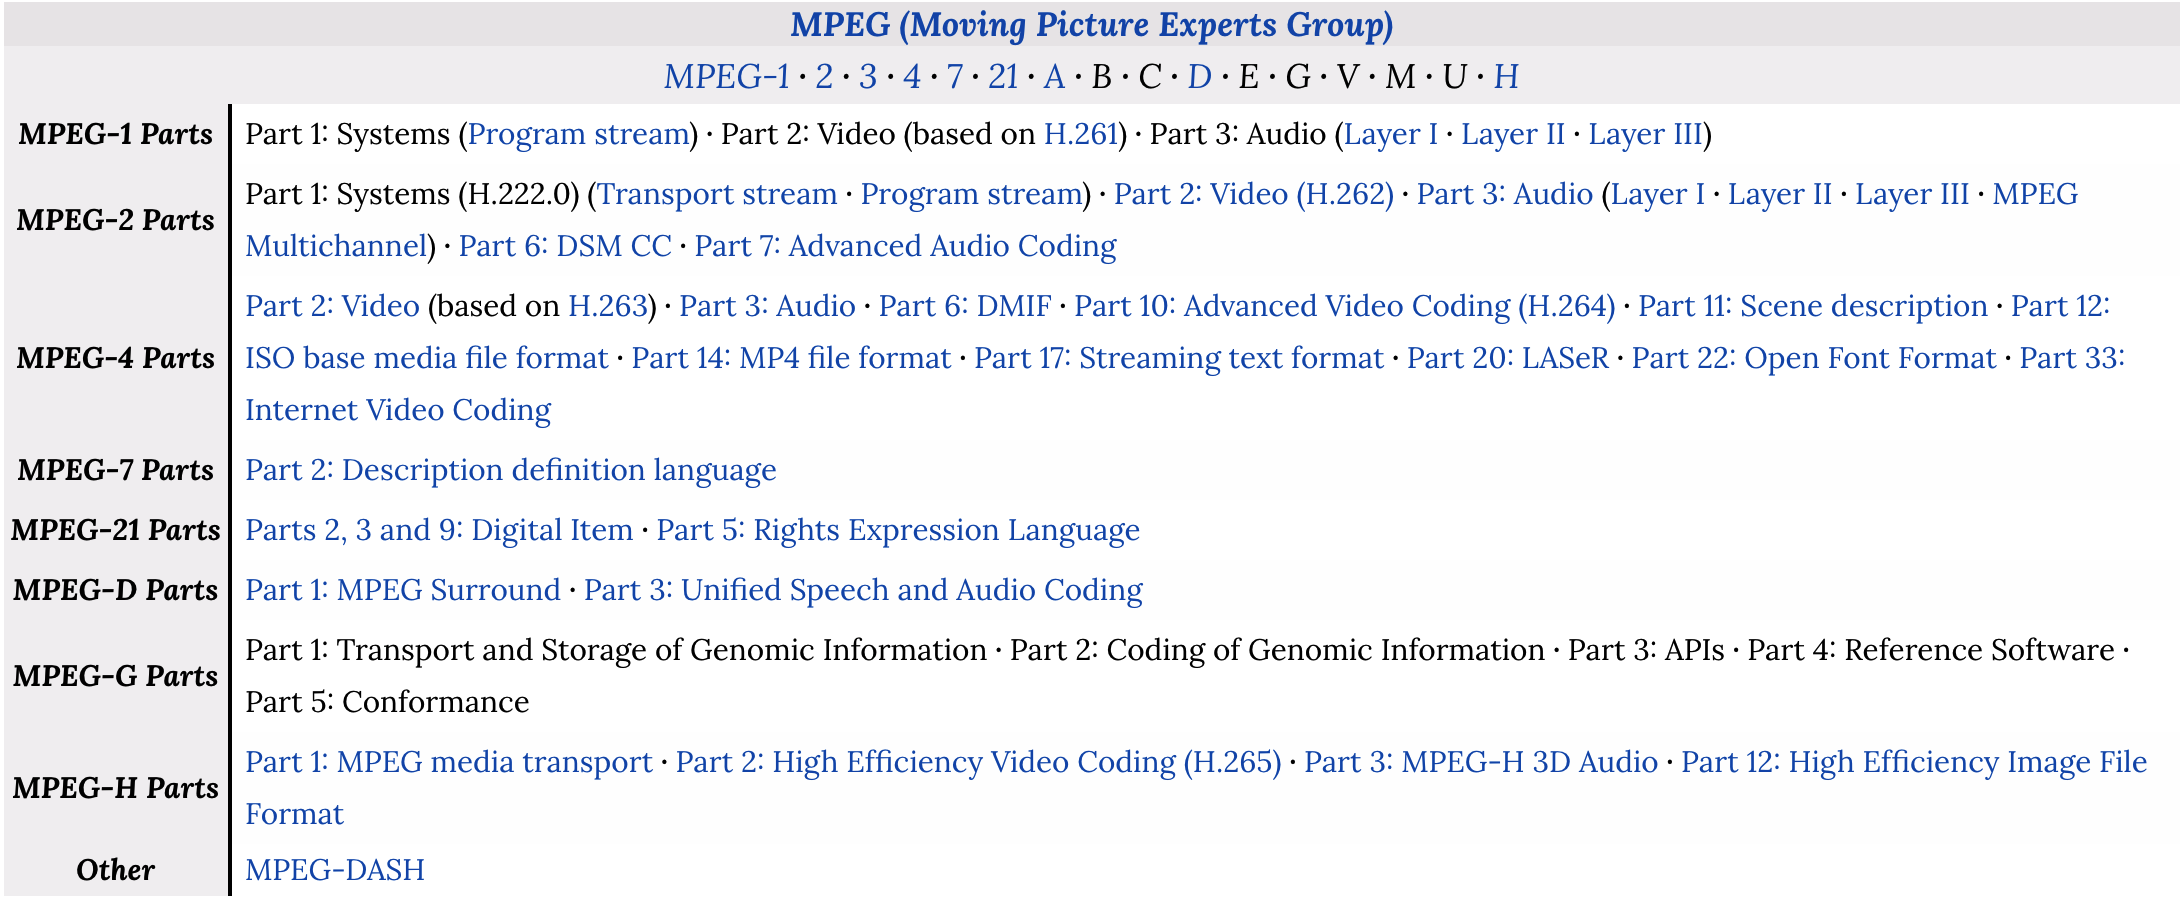 MPEG (Moving Picture Experts Group)
MPEG-1 · 2 · 3 · 4 · 7 · 21 · A · B · C · D · E · G · V · M · U · H
MPEG-1 Parts
Part 1: Systems (Program stream) · Part 2: Video (based on H.261) · Part 3: Audio (Layer I · Layer II · Layer III)
MPEG-2 Parts
Part 1: Systems (H.222.0) (Transport stream · Program stream) · Part 2: Video (H.262) · Part 3: Audio (Layer I · Layer II · Layer III · MPEG
Multichannel) · Part 6: DSM CC · Part 7: Advanced Audio Coding
MPEG-4 Parts
Part 2: Video (based on H.263) · Part 3: Audio · Part 6: DMIF · Part 10: Advanced Video Coding (H.264) · Part 11: Scene description · Part 12:
ISO base media file format · Part 14: MP4 file format · Part 17: Streaming text format · Part 20: LASeR · Part 22: Open Font Format · Part 33:
Internet Video Coding
MPEG-7 Parts
Part 2: Description definition language
MPEG-21 Parts
Parts 2, 3 and 9: Digital Item · Part 5: Rights Expression Language
MPEG-D Parts
Part 1: MPEG Surround · Part 3: Unified Speech and Audio Coding
MPEG-G Parts
Part 1: Transport and Storage of Genomic Information · Part 2: Coding of Genomic Information · Part 3: APIs · Part 4: Reference Software ·
Part 5: Conformance
MPEG-H Parts
Part 1: MPEG media transport · Part 2: High Efficiency Video Coding (H.265) · Part 3: MPEG-H 3D Audio · Part 12: High Efficiency Image File
Format
Other
MPEG-DASH